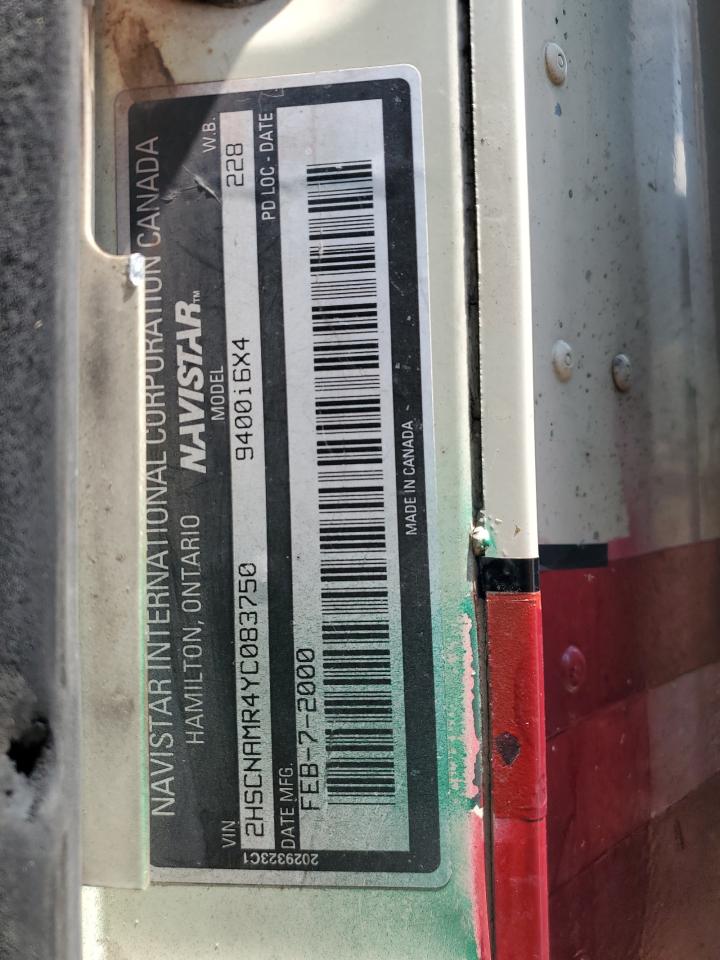 NAVISTAR INTERNATIONAL CORPORATION CANADA
HAMILTON, ONTARIO
NAVISTAR™
VIN MODEL W.B.
2HSCNAMR4YC083750 9400i6X4 228
DATE MFG. PD LOC - DATE
FEB-7-2000
MADE IN CANADA
2029323C1